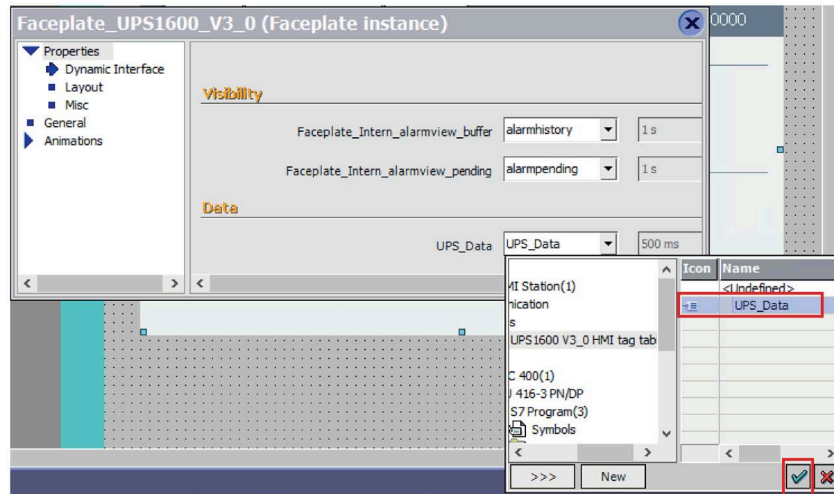 Faceplate_UPS1600_V3_0 (Faceplate instance)
0000
Properties
Dynamic Interface
Layout
Misc
General
Animations
Visibility
Faceplate_Intern_alarmview_buffer alarmhistory 1 s
Faceplate_Intern_alarmview_pending alarmpending 1 s
Data
UPS_Data UPS_Data 500 ms
Icon Name
MI Station(1)
<Undefined>
nication
UPS_Data
s
UPS1600 V3_0 HMI tag tab
C 400(1)
J 416-3 PN/DP
S7 Program(3)
Symbols
>>> New